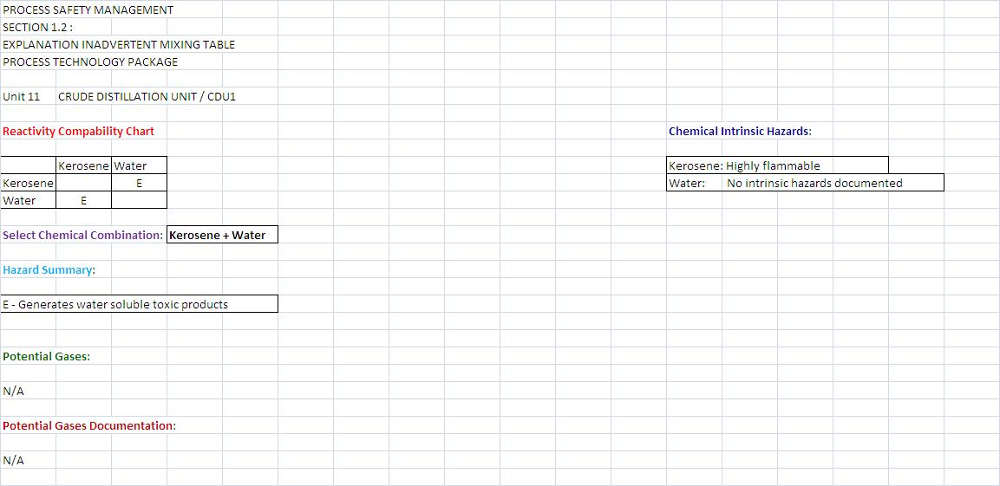 PROCESS SAFETY MANAGEMENT
SECTION 1.2 :
EXPLANATION INADVERTENT MIXING TABLE
PROCESS TECHNOLOGY PACKAGE
Unit 11 CRUDE DISTILLATION UNIT / CDU1
Reactivity Compability Chart
Kerosene Water
Kerosene E
Water E
Chemical Intrinsic Hazards:
Kerosene: Highly flammable
Water: No intrinsic hazards documented
Select Chemical Combination: Kerosene + Water
Hazard Summary:
E - Generates water soluble toxic products
Potential Gases:
N/A
Potential Gases Documentation:
N/A